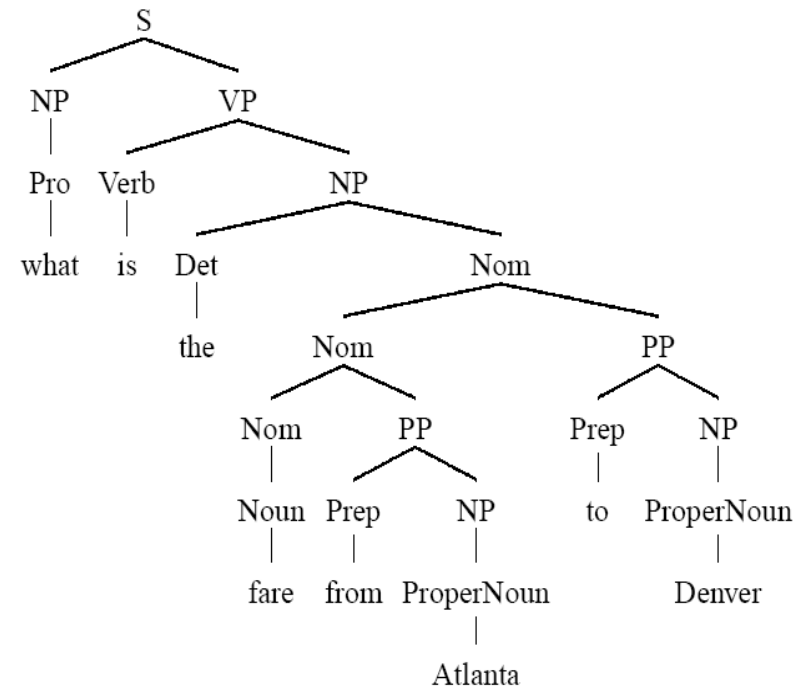 S
NP VP
Pro Verb NP
what is Det Nom
the Nom PP
Nom PP Prep NP
Noun Prep NP to ProperNoun
fare from ProperNoun Denver
Atlanta